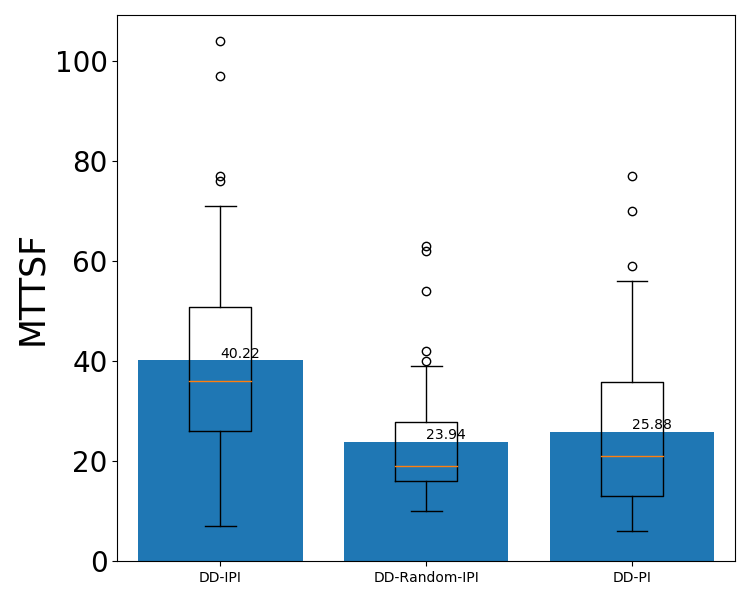 MTTSF
100
80
60
40
20
0
40.22
23.94
25.88
DD-IPI
DD-Random-IPI
DD-PI